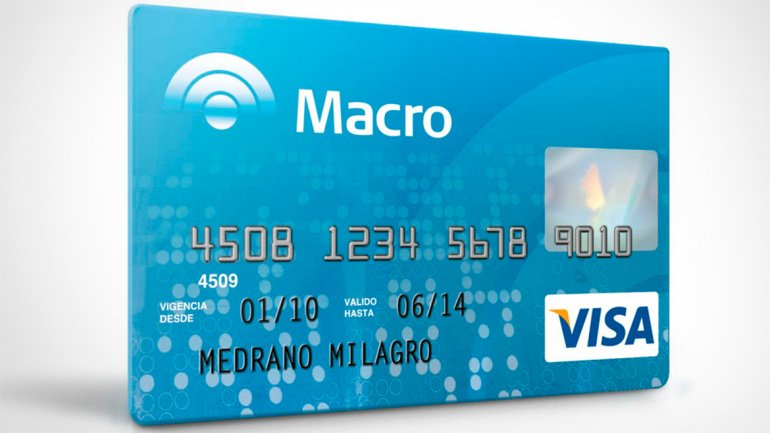 Macro
4508 1234 5678 9010
4509
VIGENCIA DESDE 01/10 VALIDO HASTA 06/14
MEDRANO MILAGRO
VISA